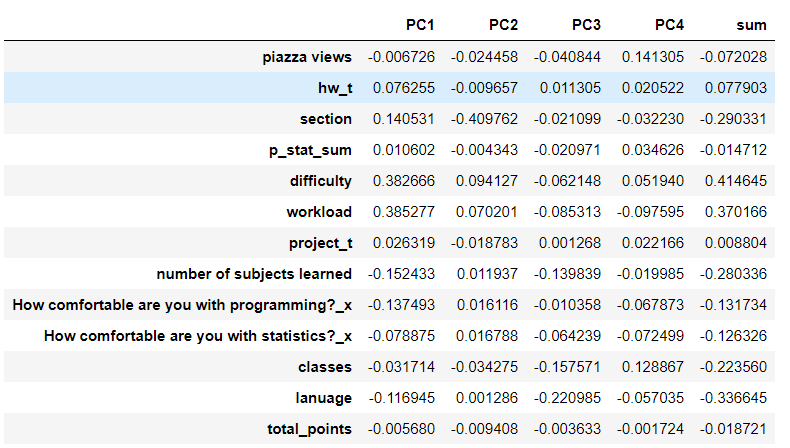 PC1 PC2 PC3 PC4 sum
piazza views -0.006726 -0.024458 -0.040844 0.141305 -0.072028
hw_t 0.076255 -0.009657 0.011305 0.020522 0.077903
section 0.140531 -0.409762 -0.021099 -0.032230 -0.290331
p_stat_sum 0.010602 -0.004343 -0.020971 0.034626 -0.014712
difficulty 0.382666 0.094127 -0.062148 0.051940 0.414645
workload 0.385277 0.070201 -0.085313 -0.097595 0.370166
project_t 0.026319 -0.018783 0.001268 0.022166 0.008804
number of subjects learned -0.152433 0.011937 -0.139839 -0.019985 -0.280336
How comfortable are you with programming?_x -0.137493 0.016116 -0.010358 -0.067873 -0.131734
How comfortable are you with statistics?_x -0.078875 0.016788 -0.064239 -0.072499 -0.126326
classes -0.031714 -0.034275 -0.157571 0.128867 -0.223560
lanuage -0.116945 0.001286 -0.220985 -0.057035 -0.336645
total_points -0.005680 -0.009408 -0.003633 -0.001724 -0.018721